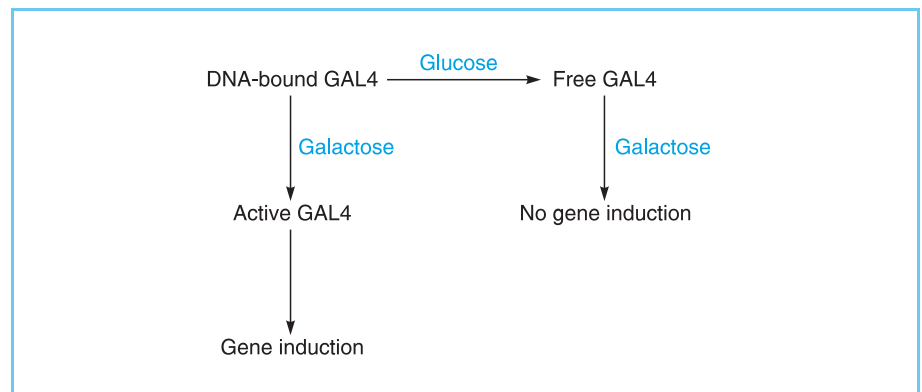 Glucose
DNA-bound GAL4
Free GAL4
Galactose
Galactose
Active GAL4
No gene induction
Gene induction